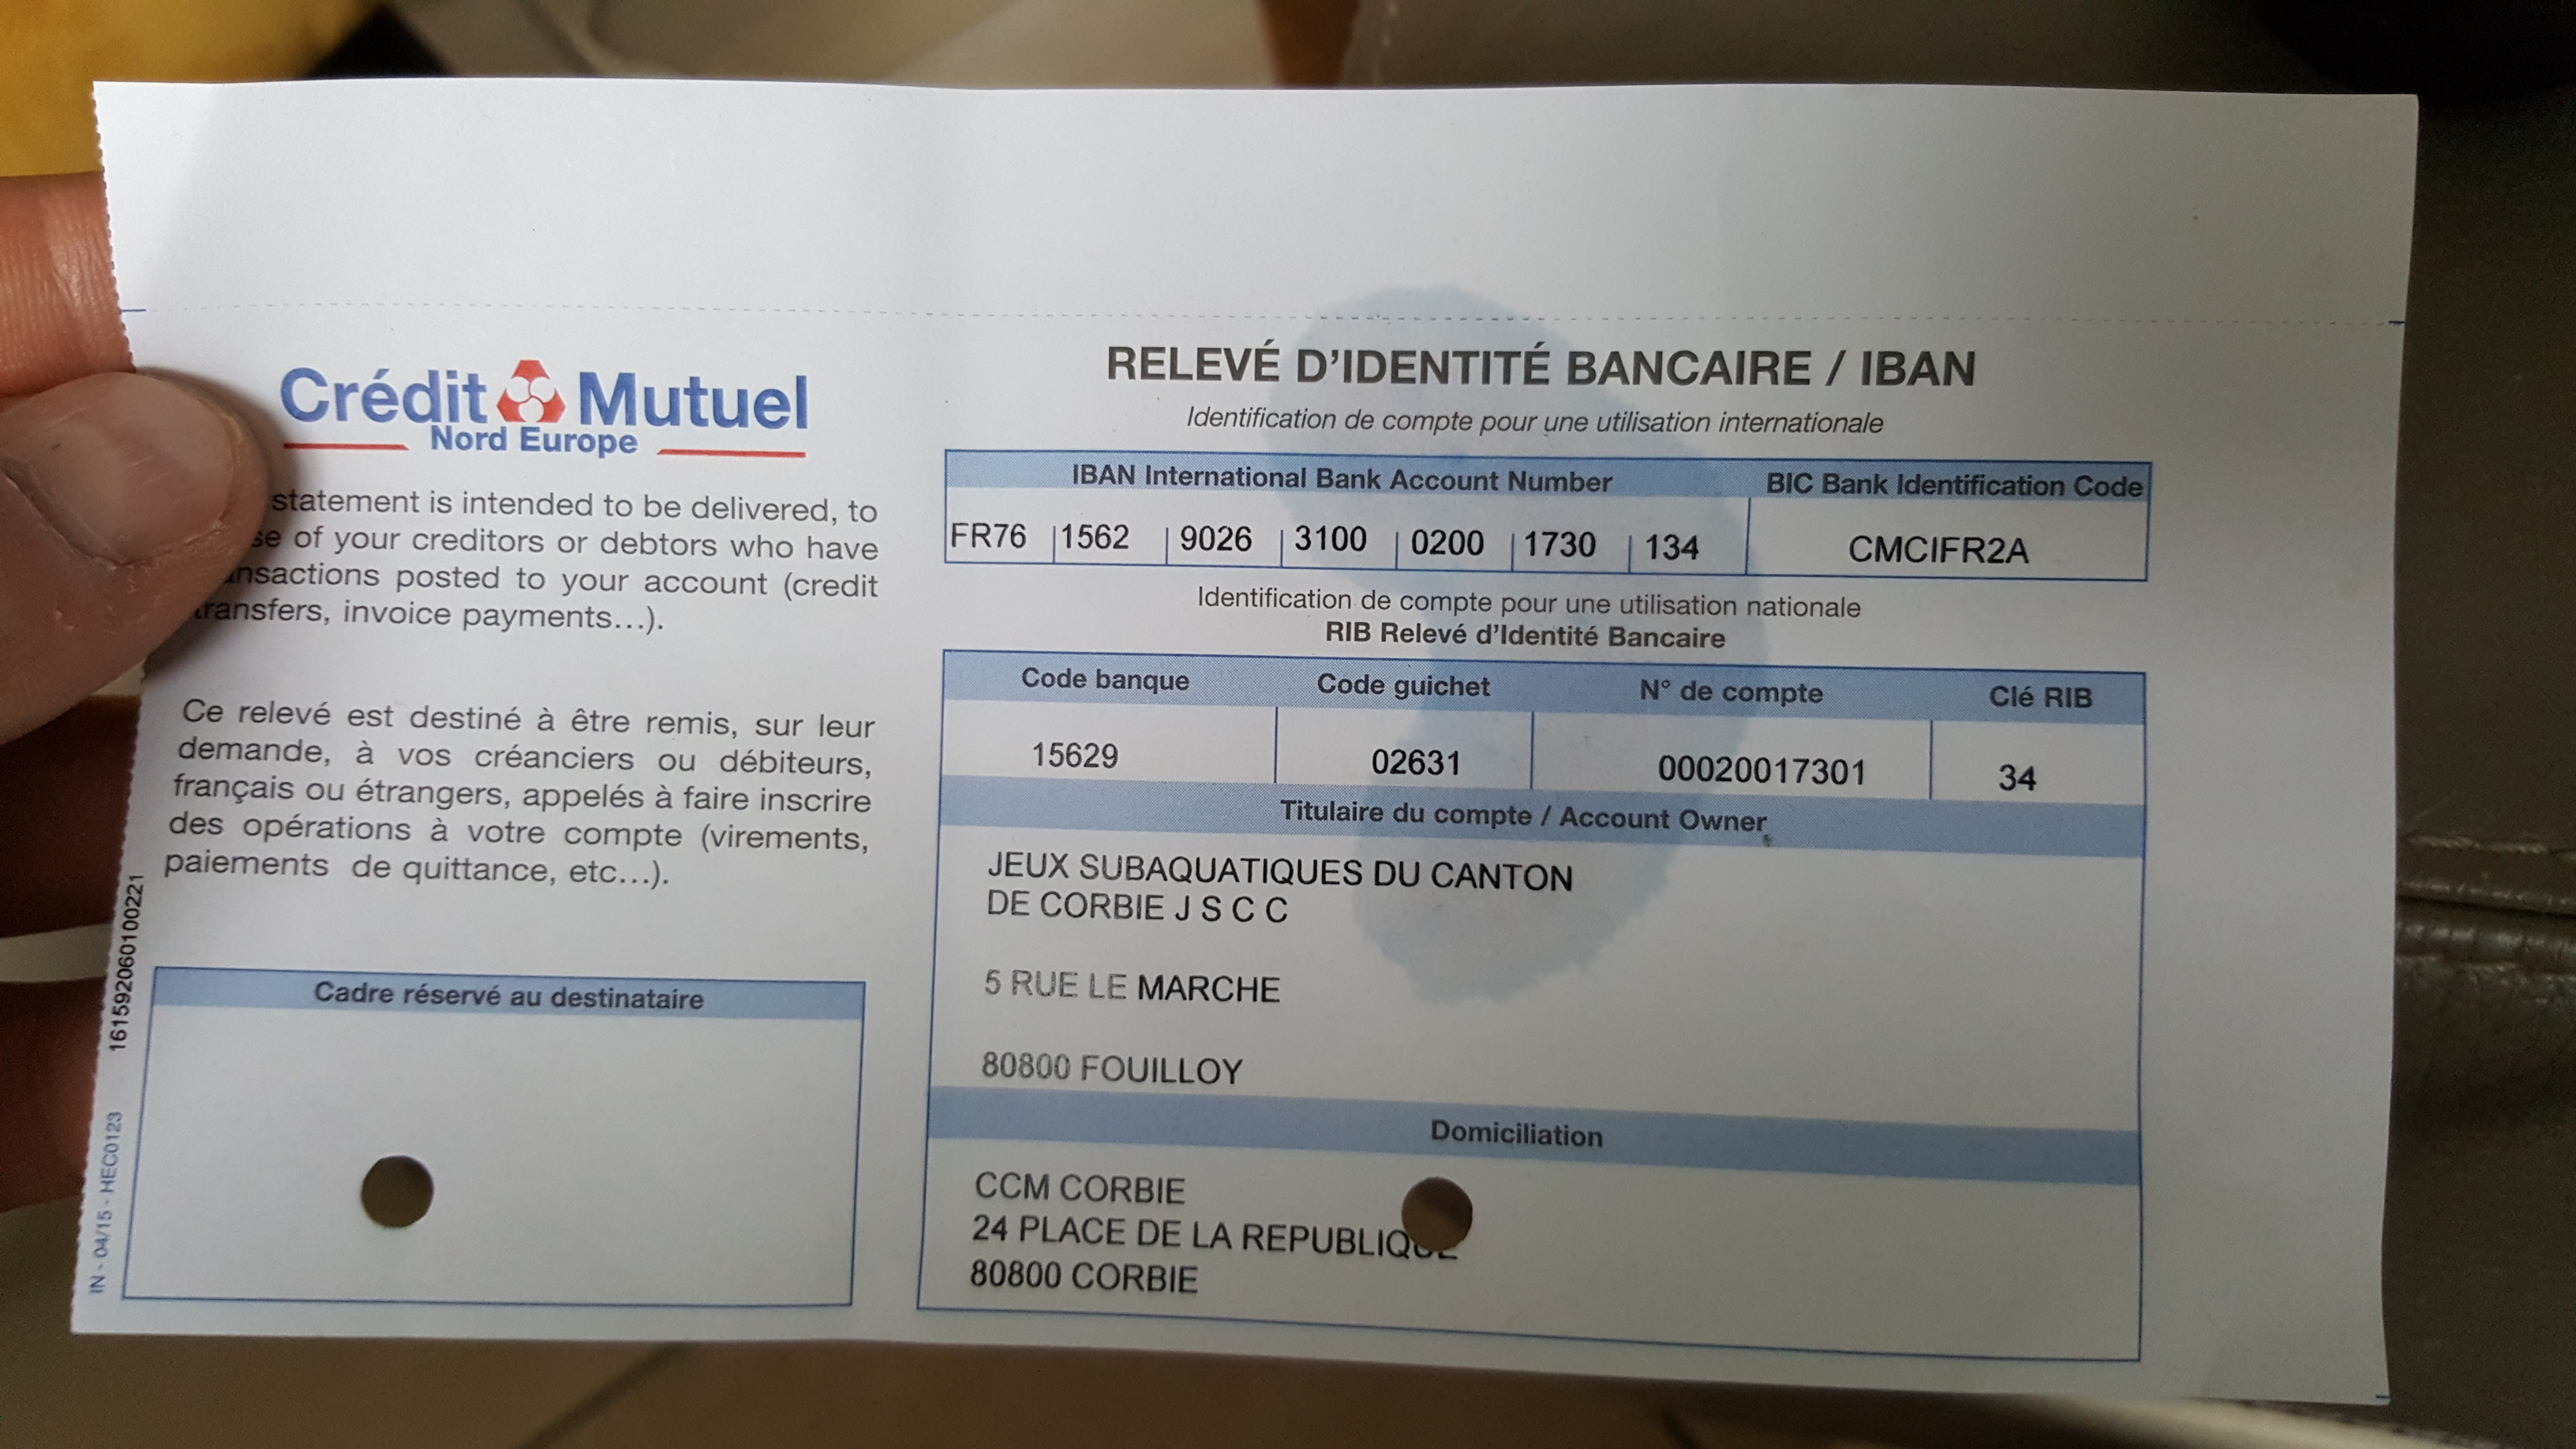 Crédit Mutuel
Nord Europe
statement is intended to be delivered, to
of your creditors or debtors who have
posted to your account (credit
transfers, invoice payments...).
Ce relevé est destiné à être remis, sur leur
demande, à vos créanciers ou débiteurs,
français ou étrangers, appelés à faire inscrire
des opérations à votre compte (virements,
paiements de quittance, etc...).
Cadre réservé au destinataire
IN - 04/15 - HEC0123 16159206010022​1
RELEVÉ D'IDENTITÉ BANCAIRE / IBAN
Identification de compte pour une utilisation internationale
IBAN International Bank Account Number BIC Bank Identification Code
FR76 1562 9026 3100 0200 1730 134 CMCIFR2A
Identification de compte pour une utilisation nationale
RIB Relevé d'Identité Bancaire
Code banque Code guichet N° de compte Clé RIB
15629 02631 00020017301 34
Titulaire du compte / Account Owner
JEUX SUBAQUATIQUES DU CANTON
DE CORBIE J S C C
5 RUE LE MARCHE
80800 FOUILLOY
Domiciliation
CCM CORBIE
24 PLACE DE LA REPUBLIQUE
80800 CORBIE